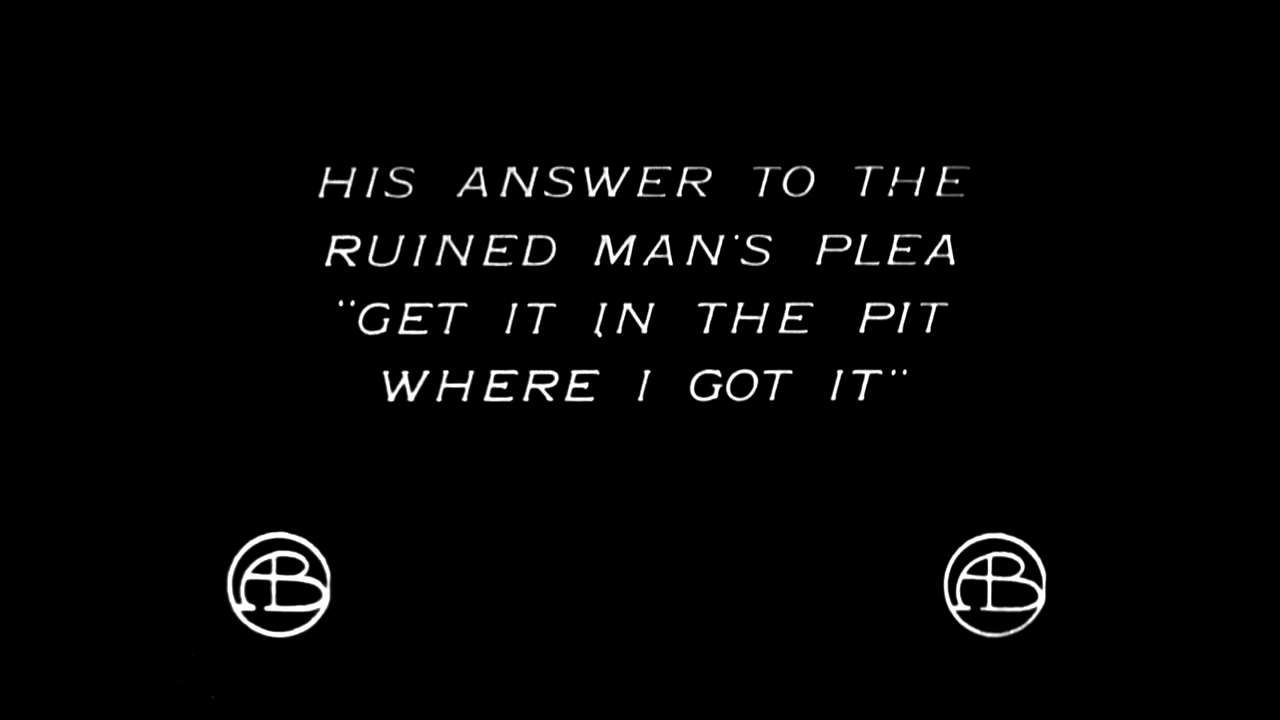 HIS ANSWER TO THE
RUINED MAN'S PLEA
"GET IT IN THE PIT
WHERE I GOT IT"
AB AB